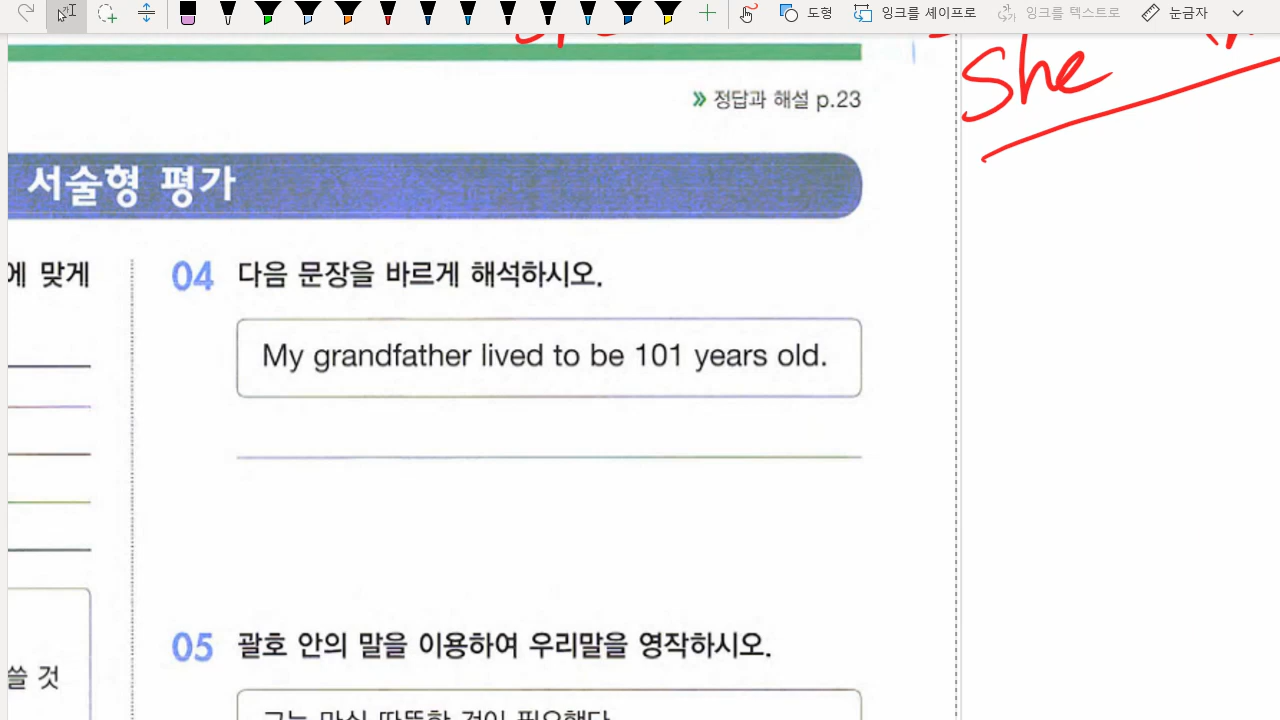 도형
잉크를 셰이프로
잉크를 텍스트로
눈금자
she
» 정답과 해설 p.23
서술형 평가
에 맞게
04 다음 문장을 바르게 해석하시오.
My grandfather lived to be 101 years old.
05 괄호 안의 말을 이용하여 우리말을 영작하시오.
쓸 것